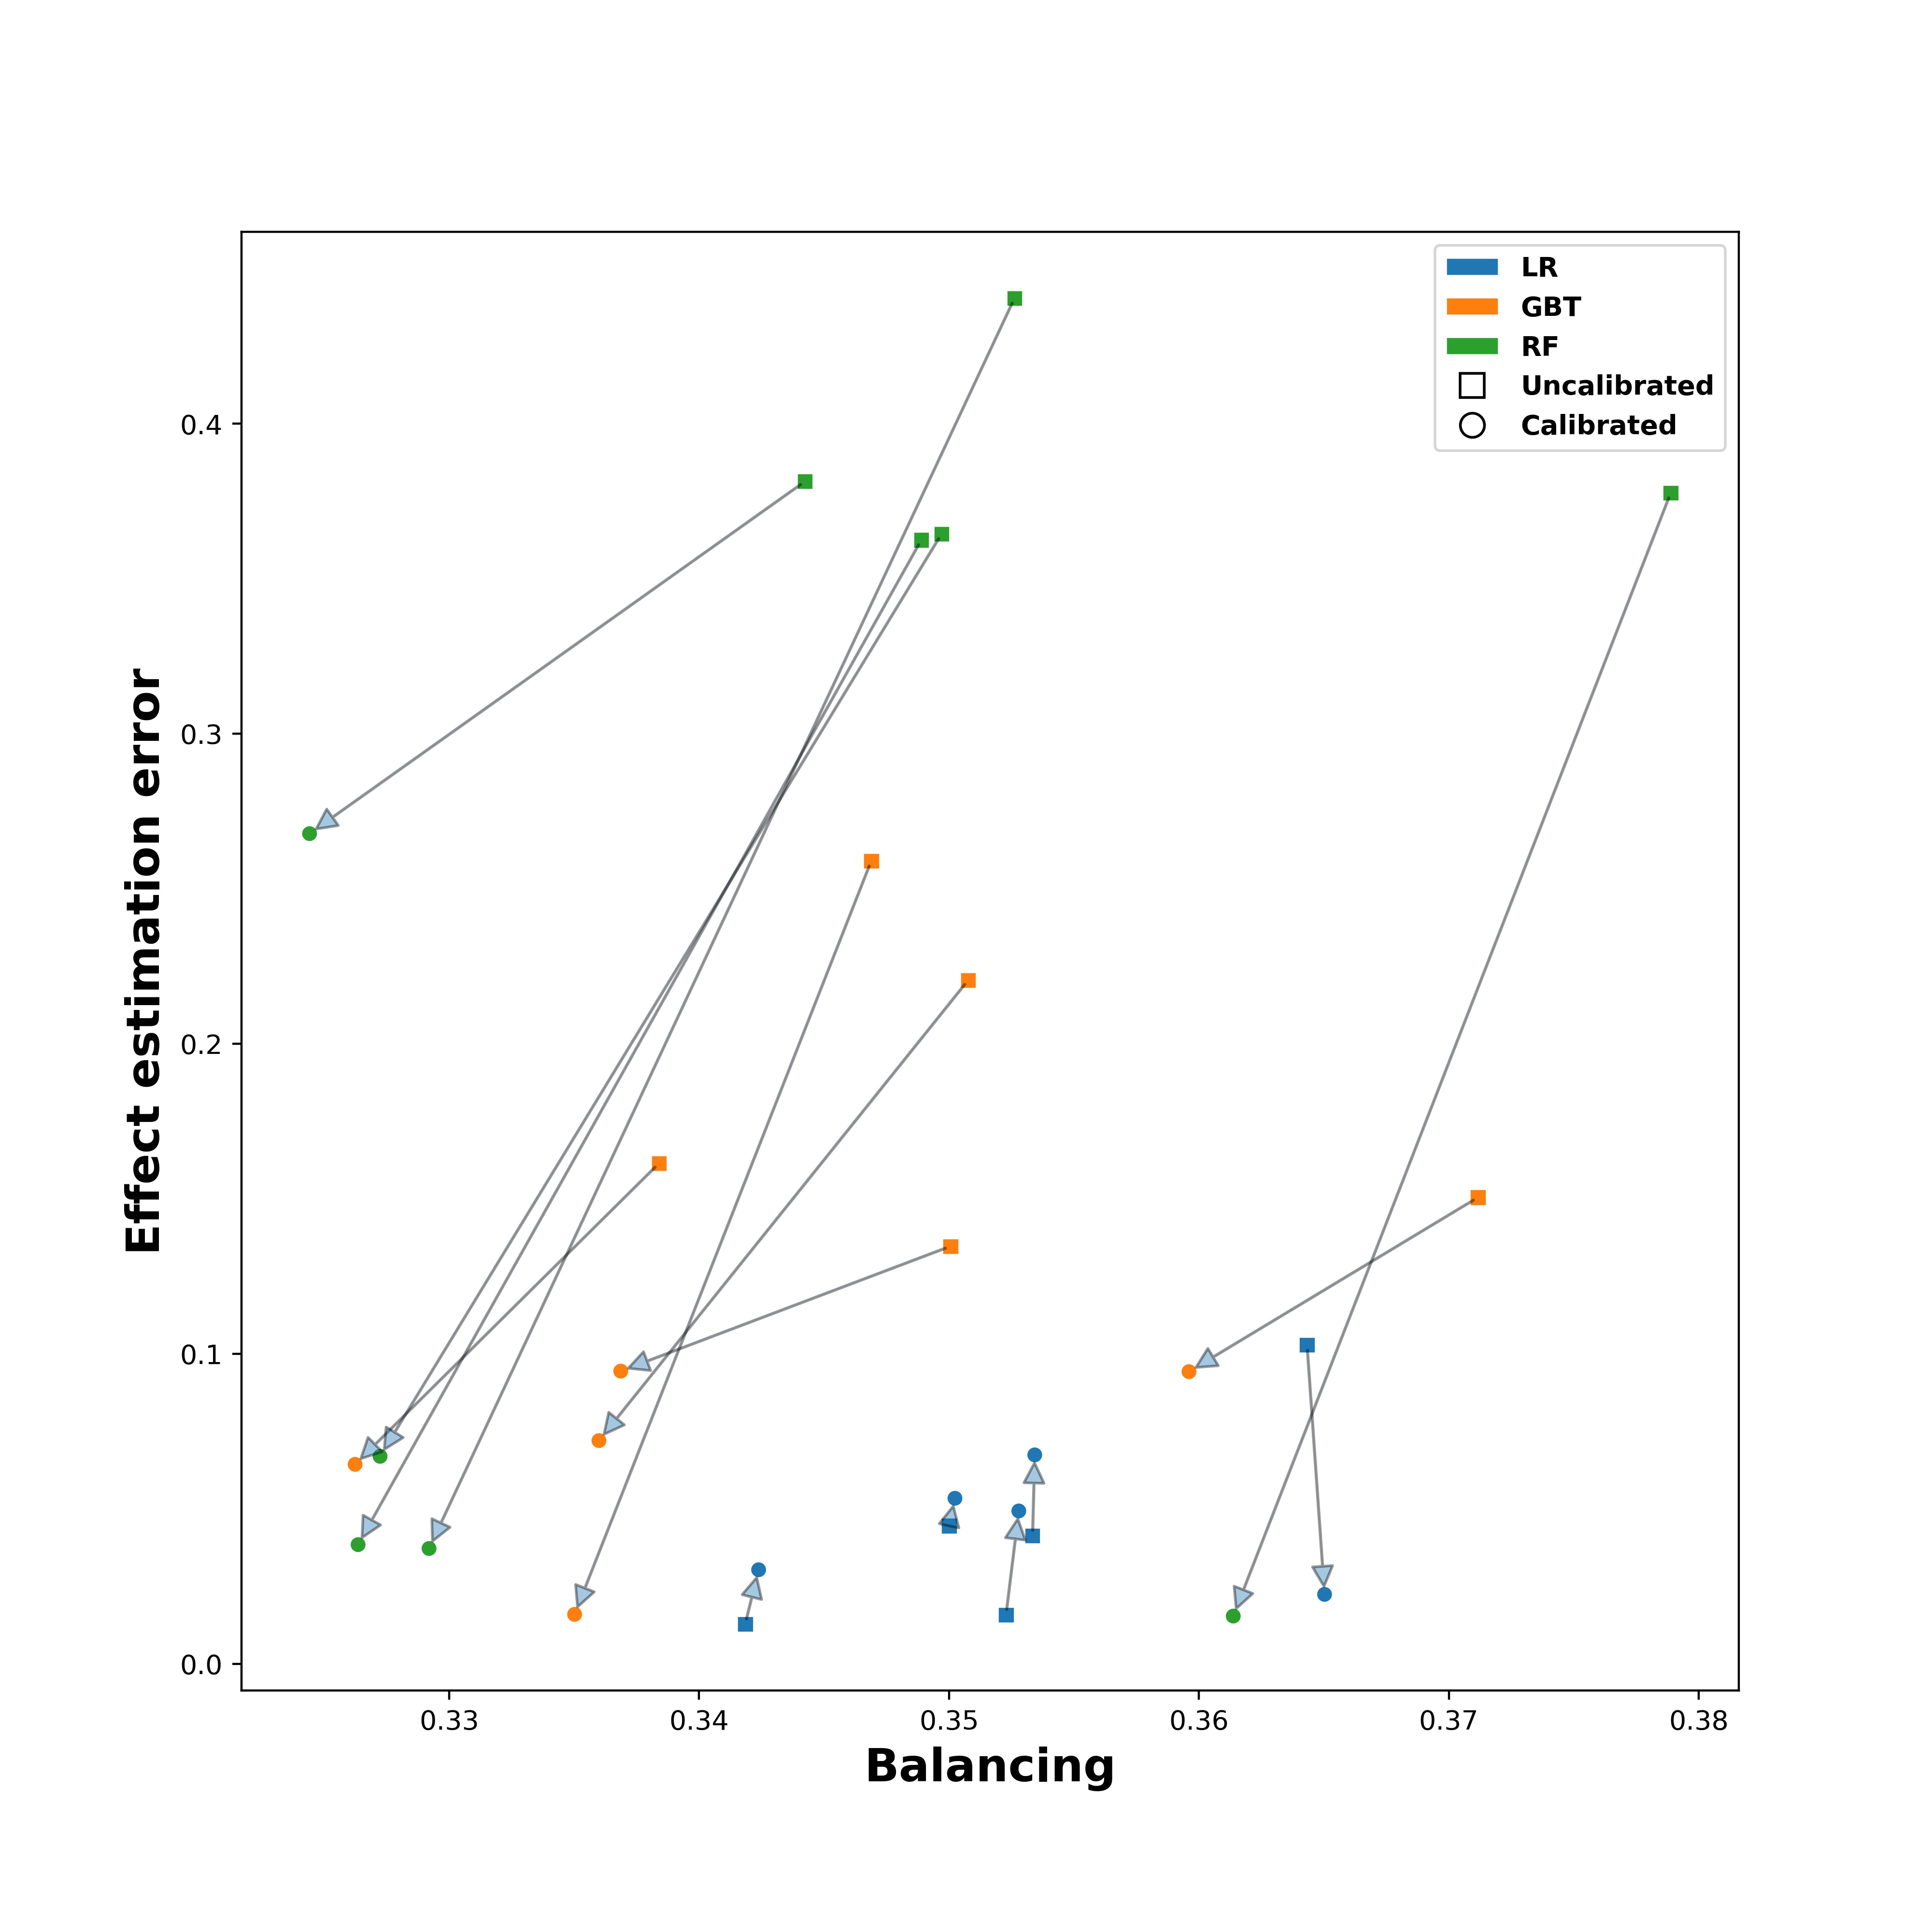 LR
GBT
RF
Uncalibrated
Calibrated
Effect estimation error
0.4
0.3
0.2
0.1
0.0
0.33 0.34 0.35 0.36 0.37 0.38
Balancing